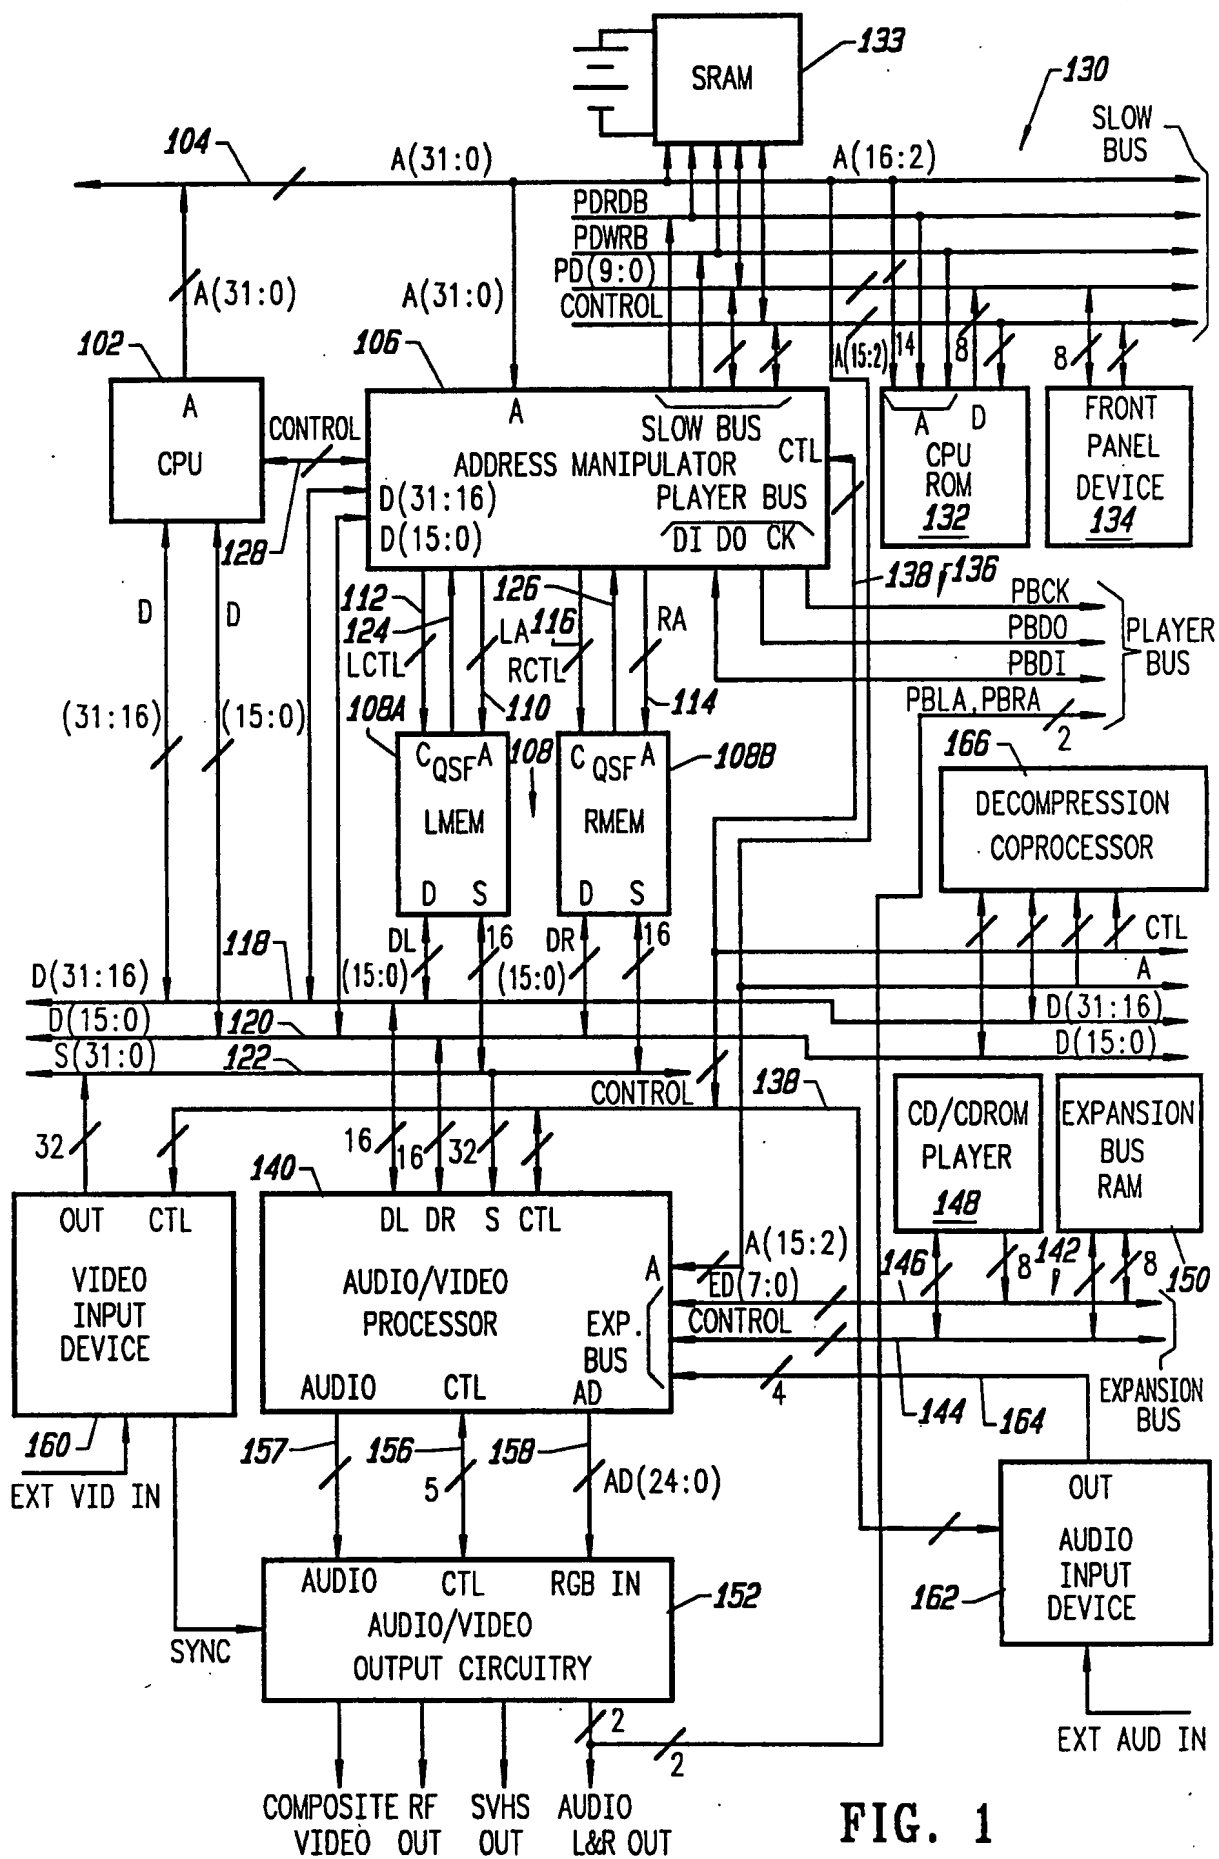 133
SRAM
130
SLOW
BUS
104
A(31:0)
A(16:2)
PDRDB
PDWRB
PD(9:0)
CONTROL
A(31:0)
A(31:0)
102
106
A(15:2)
14
8
8
A
CPU
CONTROL
128
A
SLOW BUS
CTL
ADDRESS MANIPULATOR
D(31:16)
PLAYER BUS
D(15:0)
DI DO CK
A D
CPU
ROM
132
FRONT
PANEL
DEVICE
134
D
D
112
124
LCTL
LA
126
116
RCTL
RA
138
136
PBCK
PBDO
PBDI
PBLA, PBRA
2
PLAYER
BUS
(31:16)
(15:0)
108A
110
108
114
108B
C QSF A
LMEM
D S
C QSF A
RMEM
D S
166
DECOMPRESSION
COPROCESSOR
DL
(15:0)
16
DR
(15:0)
16
CTL
A
D(31:16)
D(15:0)
118
D(31:16)
D(15:0)
120
S(31:0)
122
CONTROL
138
32
16
16
32
140
CD/CDROM
PLAYER
148
EXPANSION
BUS
RAM
150
OUT CTL
VIDEO
INPUT
DEVICE
160
EXT VID IN
DL DR S CTL
AUDIO/VIDEO
PROCESSOR
A
EXP.
BUS
AUDIO CTL AD
A(15:2)
ED(7:0)
CONTROL
146
8
142
8
4
144
164
EXPANSION
BUS
157
156
5
158
AD(24:0)
OUT
AUDIO
INPUT
DEVICE
162
EXT AUD IN
SYNC
AUDIO CTL RGB IN
AUDIO/VIDEO
OUTPUT CIRCUITRY
152
2
2
COMPOSITE
VIDEO
RF
OUT
SVHS
OUT
AUDIO
L&R OUT
FIG. 1